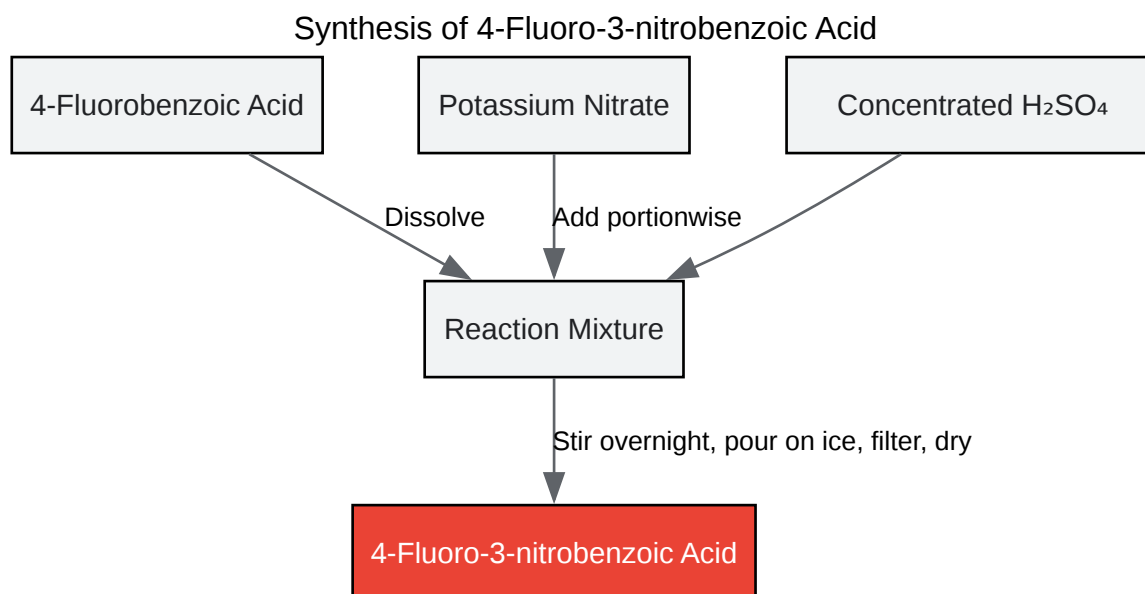 Synthesis of 4-Fluoro-3-nitrobenzoic Acid
4-Fluorobenzoic Acid
Potassium Nitrate
Concentrated H₂SO₄
Dissolve
Add portionwise
Reaction Mixture
Stir overnight, pour on ice, filter, dry
4-Fluoro-3-nitrobenzoic Acid